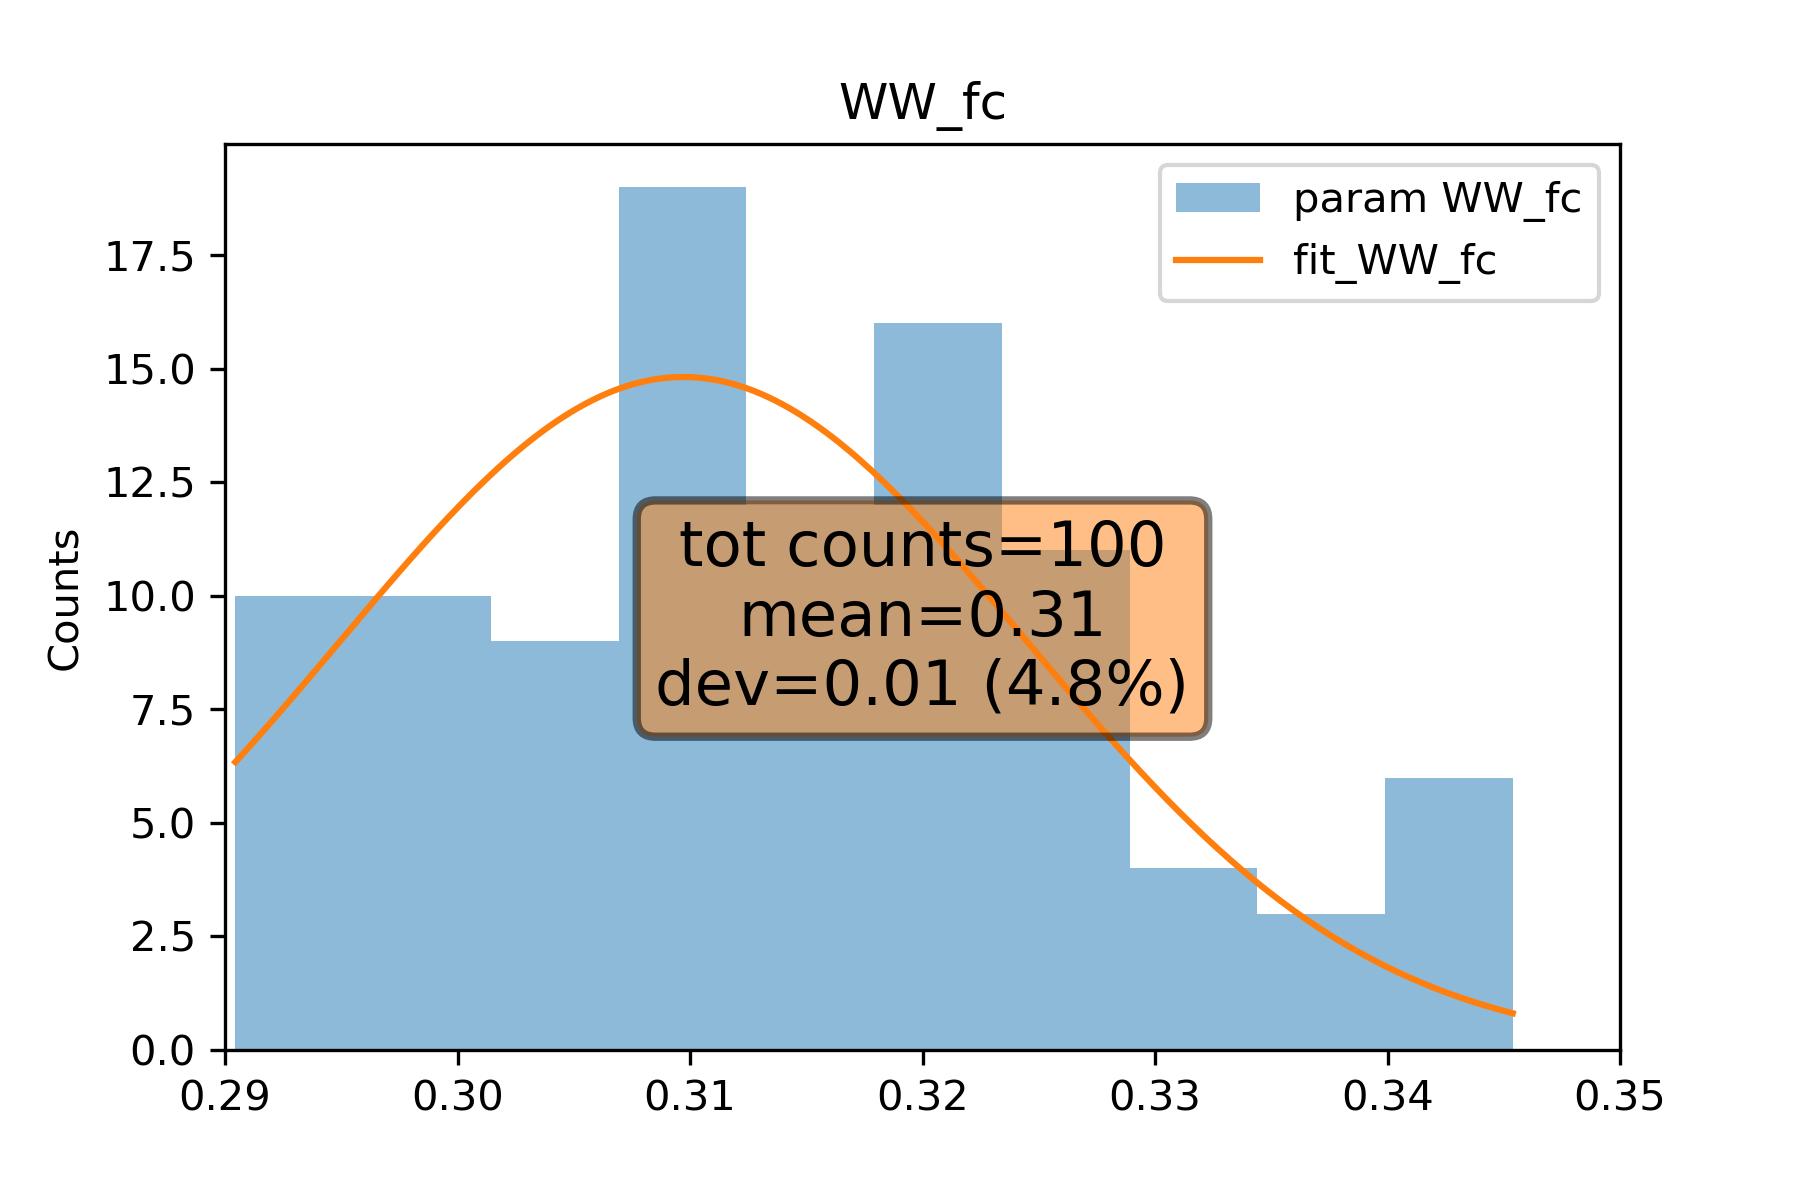 WW_fc
param WW_fc
fit_WW_fc
17.5
15.0
12.5
10.0
7.5
5.0
2.5
0.0
Counts
tot counts=100
mean=0.31
dev=0.01 (4.8%)
0.29 0.30 0.31 0.32 0.33 0.34 0.35